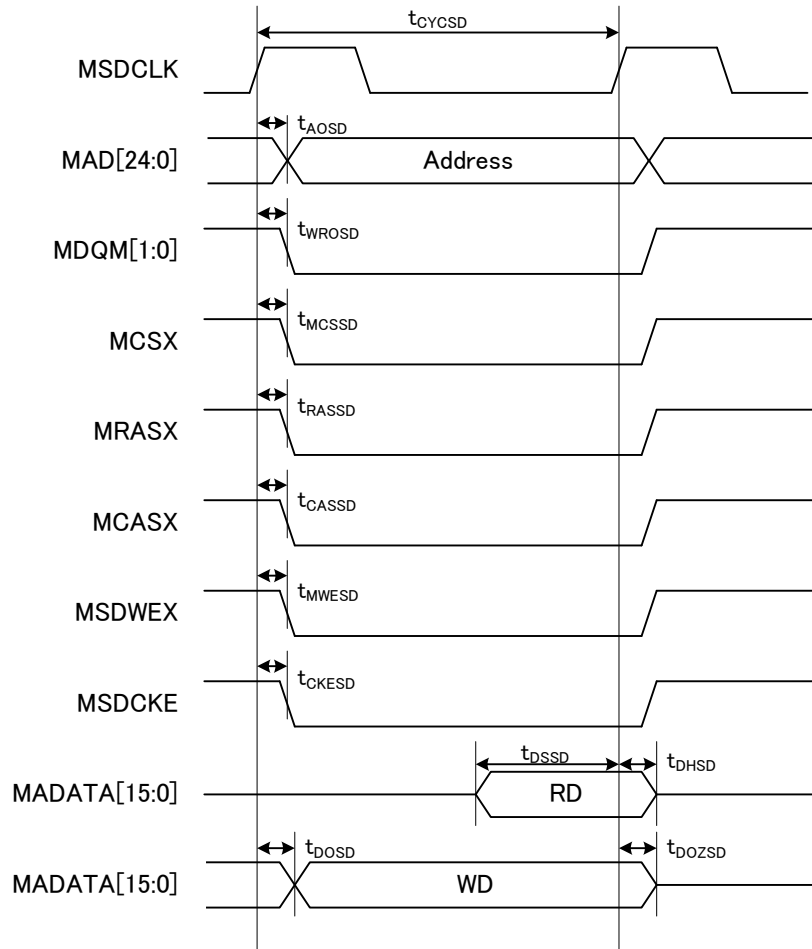 tCYCSD
MSDCLK
tAOSD
MAD[24:0]
Address
tWROSD
MDQM[1:0]
tMCSSD
MCSX
tRASSD
MRASX
tCASSD
MCASX
tMWESD
MSDWEX
tCKESD
MSDCKE
tDSSD
tDHSD
MADATA[15:0]
RD
tDOSD
tDOZSD
MADATA[15:0]
WD